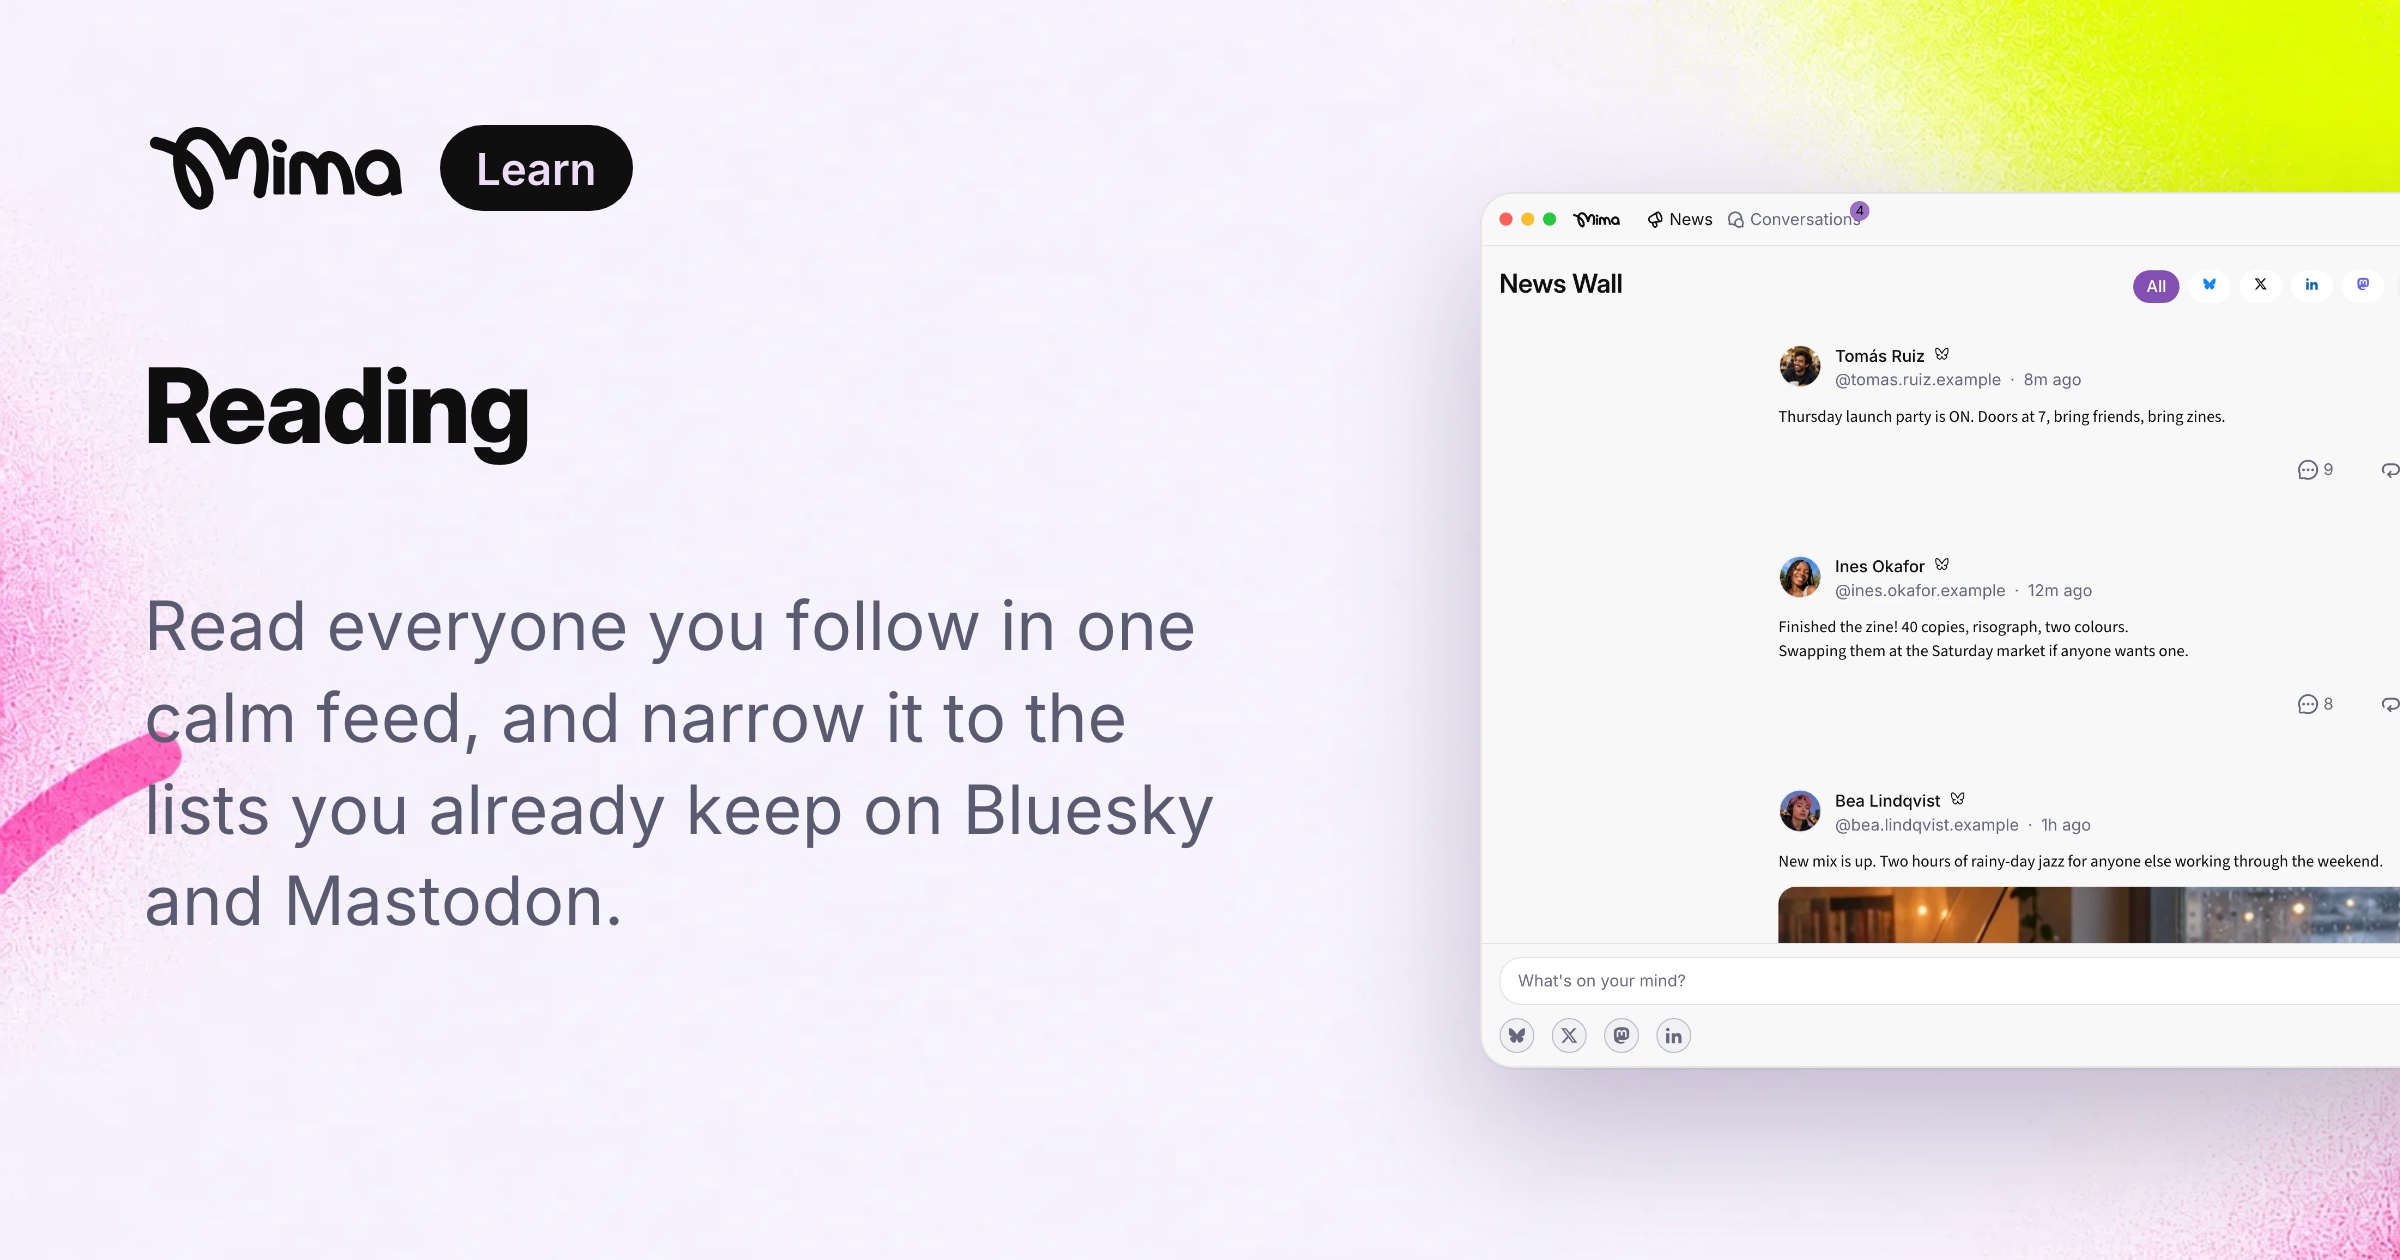 Mima Learn
Reading
Read everyone you follow in one
calm feed, and narrow it to the
lists you already keep on Bluesky
and Mastodon.
Mima News Conversations 4
News Wall
All X in m
Tomás Ruiz
@tomas.ruiz.example · 8m ago
Thursday launch party is ON. Doors at 7, bring friends, bring zines.
9
Ines Okafor
@ines.okafor.example · 12m ago
Finished the zine! 40 copies, risograph, two colours.
Swapping them at the Saturday market if anyone wants one.
8
Bea Lindqvist
@bea.lindqvist.example · 1h ago
New mix is up. Two hours of rainy-day jazz for anyone else working through the weekend.
What's on your mind?
X m in